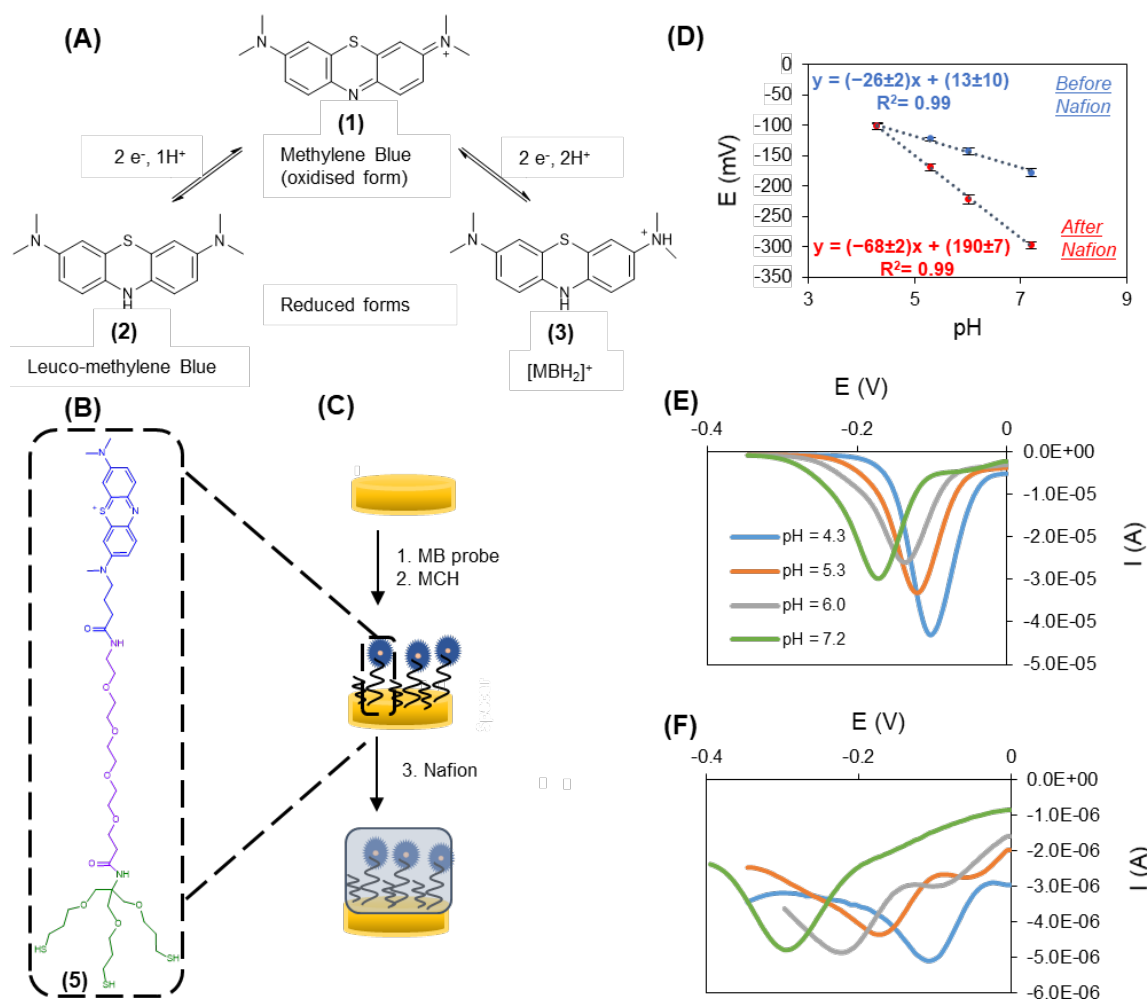 (A)
N
S
N
+
N
(1)
Methylene Blue
(oxidised form)
2 e⁻, 1H⁺
2 e⁻, 2H⁺
N
S
N
N
H
(2)
Leuco-methylene Blue
Reduced forms
S
+
NH
N
H
(3)
[MBH₂]⁺
(D)
0
-50
-100
-150
-200
-250
-300
-350
E (mV)
y = (−26±2)x + (13±10)
R²= 0.99
Before
Nafion
y = (−68±2)x + (190±7)
R²= 0.99
After
Nafion
3
5
7
9
pH
(B)
N
S
+
N
N
O
NH
O
O
O
O
O
NH
O
O
O
HS
SH
SH
(5)
(C)
1. MB probe
2. MCH
3. Nafion
(E)
E (V)
-0.4
-0.2
0
0.0E+00
-1.0E-05
-2.0E-05
-3.0E-05
-4.0E-05
-5.0E-05
I (A)
pH = 4.3
pH = 5.3
pH = 6.0
pH = 7.2
(F)
E (V)
-0.4
-0.2
0
0.0E+00
-1.0E-06
-2.0E-06
-3.0E-06
-4.0E-06
-5.0E-06
-6.0E-06
I (A)